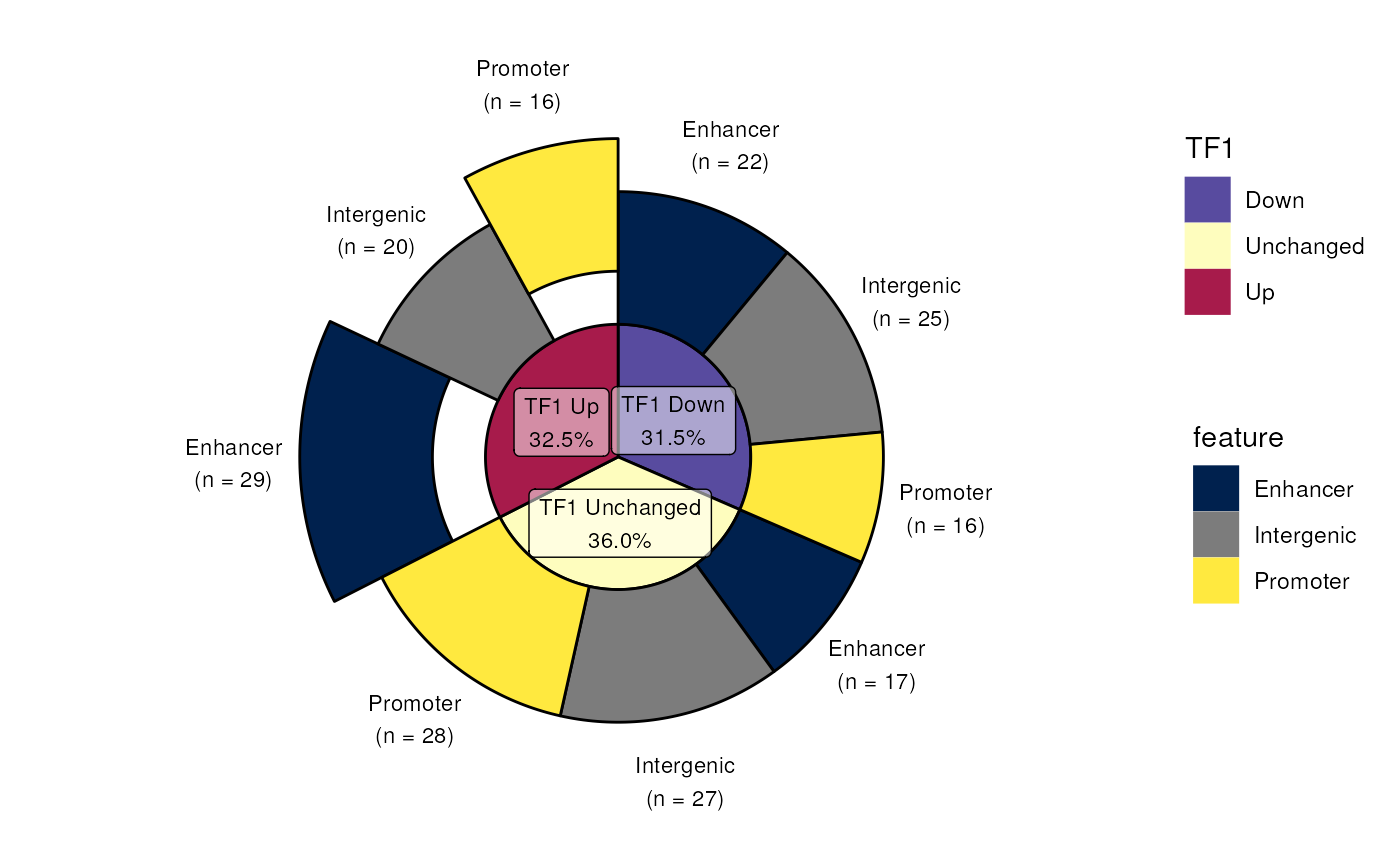 Promoter
(n = 16)
Enhancer
(n = 22)
Intergenic
(n = 20)
Intergenic
(n = 25)
TF1 Up
32.5%
TF1 Down
31.5%
Enhancer
(n = 29)
Promoter
(n = 16)
TF1 Unchanged
36.0%
Enhancer
(n = 17)
Promoter
(n = 28)
Intergenic
(n = 27)
TF1
Down
Unchanged
Up
feature
Enhancer
Intergenic
Promoter